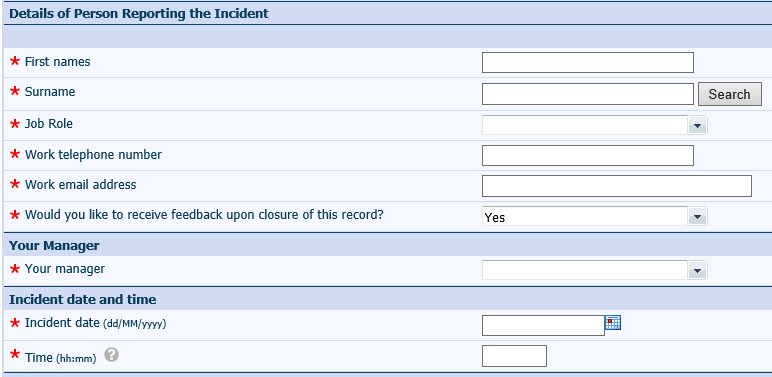 Details of Person Reporting the Incident
* First names
* Surname Search
* Job Role
* Work telephone number
* Work email address
* Would you like to receive feedback upon closure of this record? Yes
Your Manager
* Your manager
Incident date and time
* Incident date (dd/MM/yyyy)
* Time (hh:mm) ?